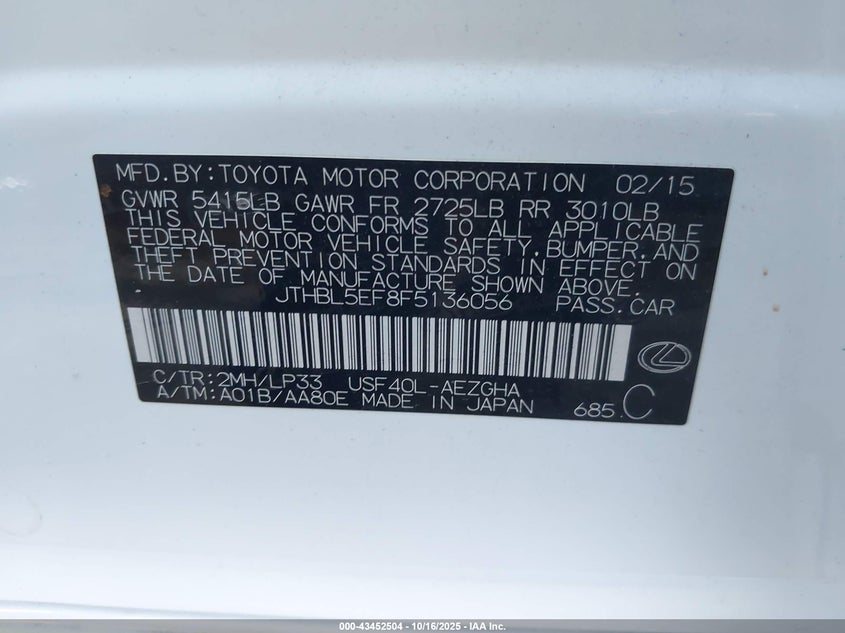 MFD.BY:TOYOTA MOTOR CORPORATION 02/15
GVWR 5415LB GAWR FR 2725LB RR 3010LB
THIS VEHICLE CONFORMS TO ALL APPLICABLE
FEDERAL MOTOR VEHICLE SAFETY,BUMPER,AND
THEFT PREVENTION STANDARDS IN EFFECT ON
THE DATE OF MANUFACTURE SHOWN ABOVE.
JTHBL5EF8F5136056 PASS.CAR
C/TR:2MH/LP33 USF40L-AEZGHA
A/TM:A01B/AA80E MADE IN JAPAN 685 C
000-43452504 - 10/16/2025 - IAA Inc.